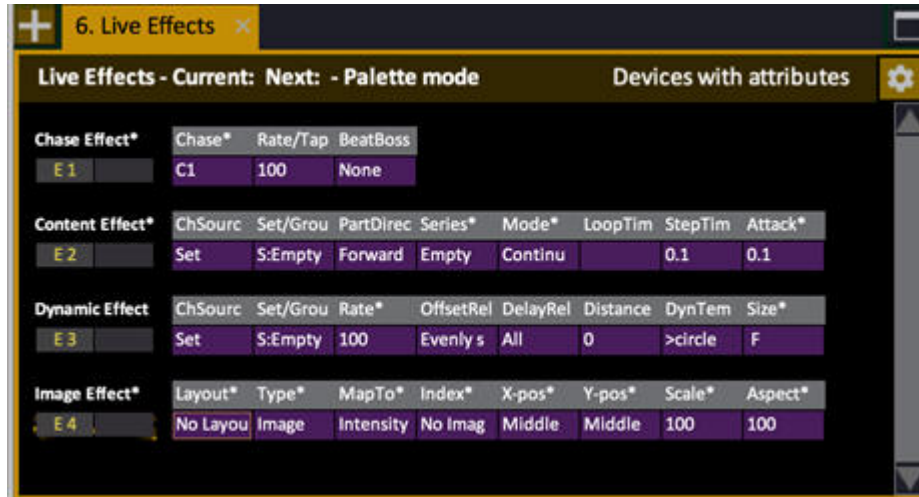 6. Live Effects ×
Live Effects - Current: Next: - Palette mode Devices with attributes
Chase Effect* Chase* Rate/Tap BeatBoss
E 1 C1 100 None
Content Effect* ChSourc Set/Grou PartDirec Series* Mode* LoopTim StepTim Attack*
E 2 Set S:Empty Forward Empty Continu 0.1 0.1
Dynamic Effect ChSourc Set/Grou Rate* OffsetRel DelayRel Distance DynTem Size*
E 3 Set S:Empty 100 Evenly s All 0 >circle F
Image Effect* Layout* Type* MapTo* Index* X-pos* Y-pos* Scale* Aspect*
E 4 No Layou Image Intensity No Imag Middle Middle 100 100